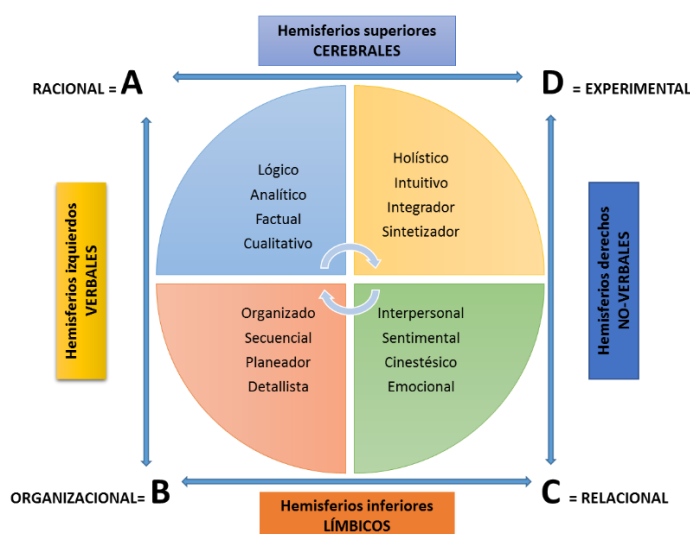 Hemisferios superiores
CEREBRALES
RACIONAL = A
D = EXPERIMENTAL
Lógico
Analítico
Factual
Cualitativo
Holístico
Intuitivo
Integrador
Sintetizador
Hemisferios izquierdos
VERBALES
Hemisferios derechos
NO-VERBALES
Organizado
Secuencial
Planeador
Detallista
Interpersonal
Sentimental
Cinestésico
Emocional
ORGANIZACIONAL= B
C = RELACIONAL
Hemisferios inferiores
LÍMBICOS